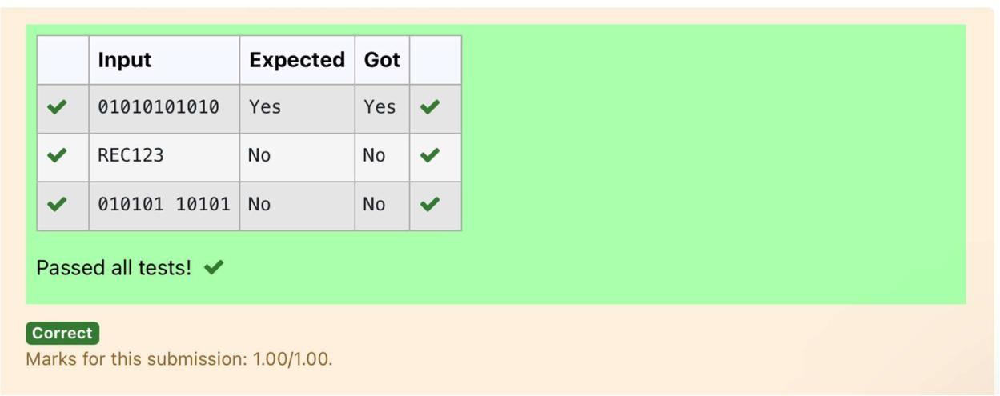 Input Expected Got
01010101010 Yes Yes
REC123 No No
010101 10101 No No
Passed all tests!
Correct
Marks for this submission: 1.00/1.00.